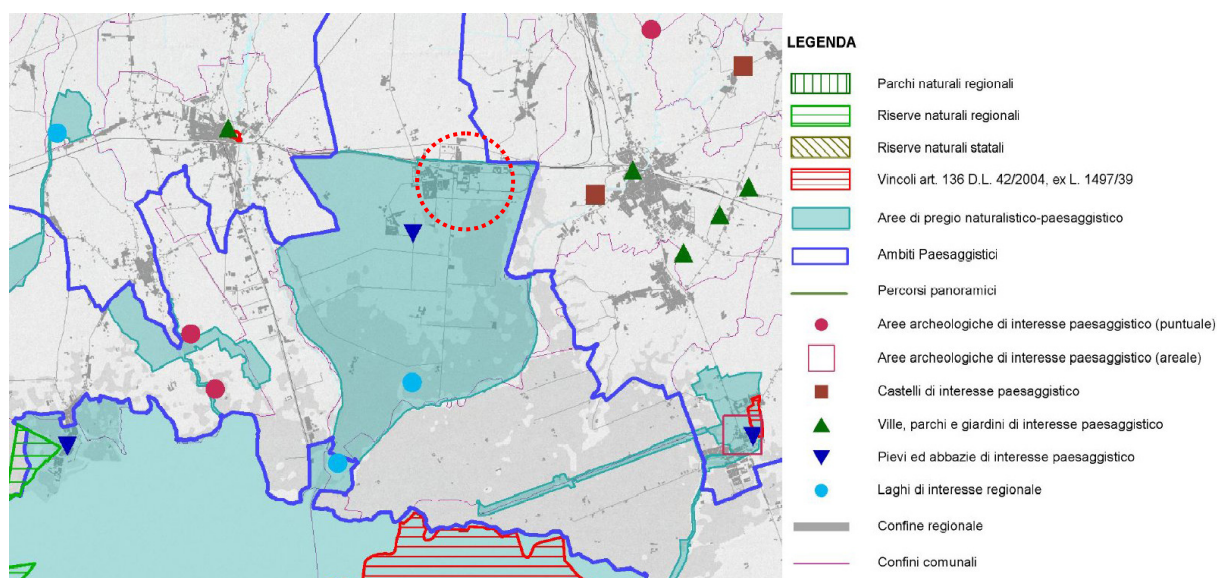 LEGENDA
Parchi naturali regionali
Riserve naturali regionali
Riserve naturali statali
Vincoli art. 136 D.L. 42/2004, ex L. 1497/39
Aree di pregio naturalistico-paesaggistico
Ambiti Paesaggistici
Percorsi panoramici
Aree archeologiche di interesse paesaggistico (puntuale)
Aree archeologiche di interesse paesaggistico (areale)
Castelli di interesse paesaggistico
Ville, parchi e giardini di interesse paesaggistico
Pievi ed abbazie di interesse paesaggistico
Laghi di interesse regionale
Confine regionale
Confini comunali